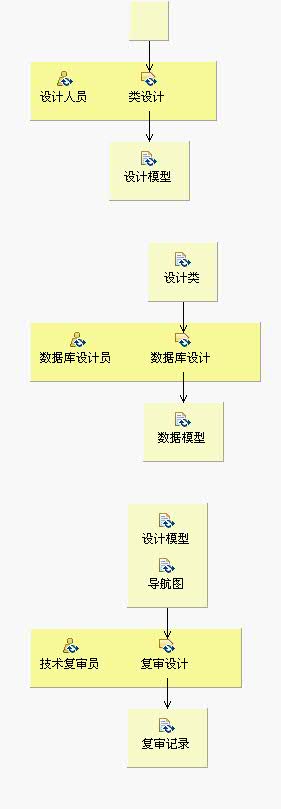 设计人员 类设计
设计模型
设计类
数据库设计员 数据库设计
数据模型
设计模型
导航图
技术复审员 复审设计
复审记录